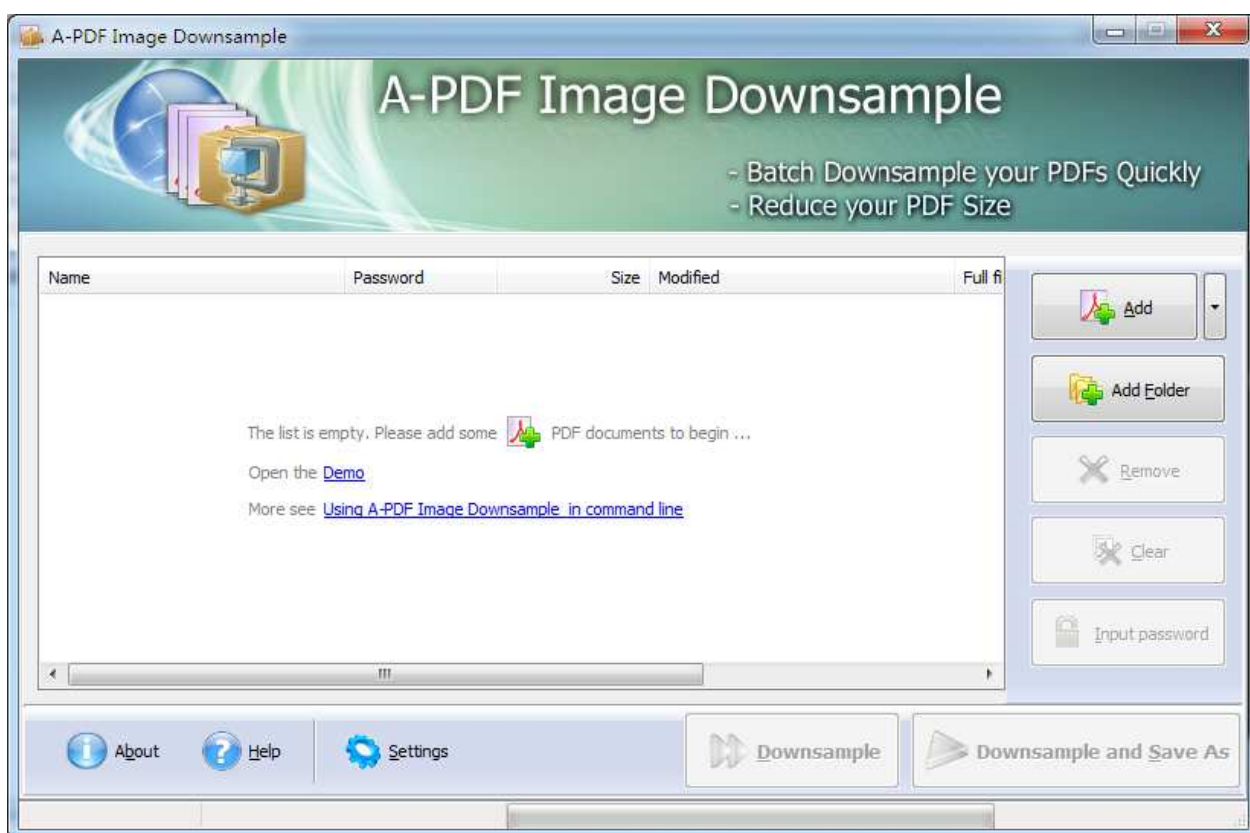 A-PDF Image Downsample
A-PDF Image Downsample
- Batch Downsample your PDFs Quickly
- Reduce your PDF Size
Name Password Size Modified Full fi
Add
Add Folder
Remove
Clear
Input password
The list is empty. Please add some PDF documents to begin ...
Open the Demo
More see Using A-PDF Image Downsample in command line
About Help Settings Downsample Downsample and Save As